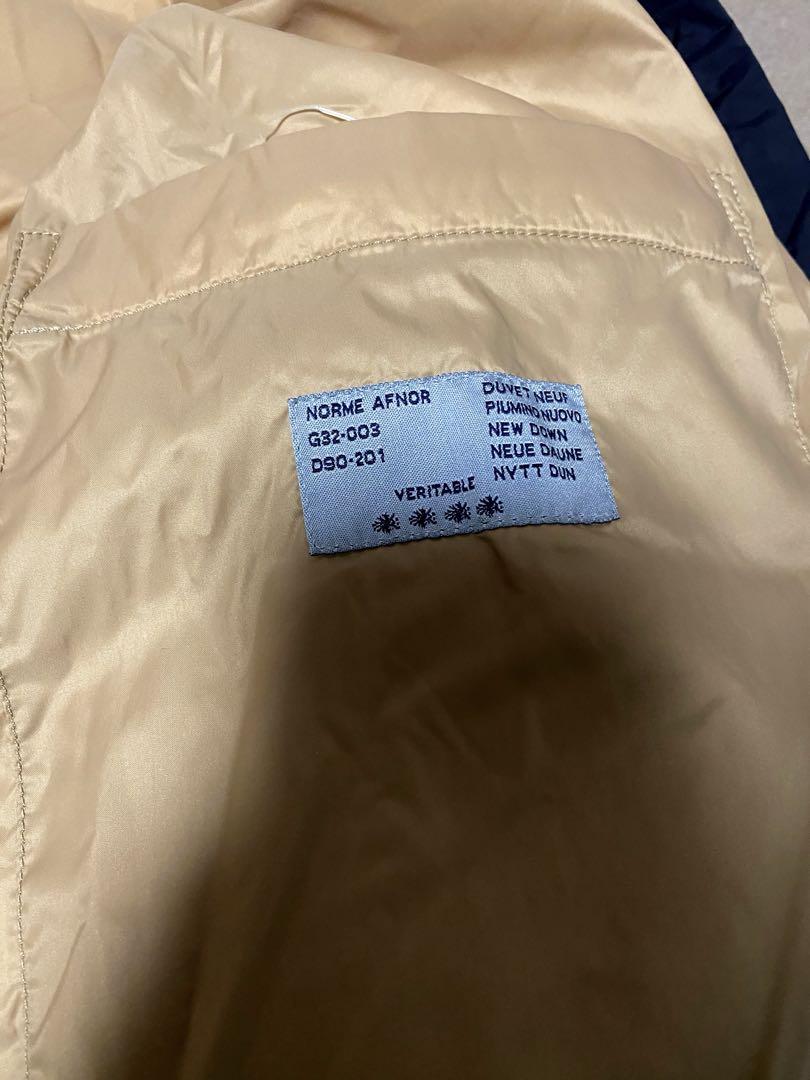 NORME AFNOR
G32-003
D90-201
DUVET NEUF
PIUMINO NUOVO
NEW DOWN
NEUE DAUNE
NYTT DUN
VERITABLE